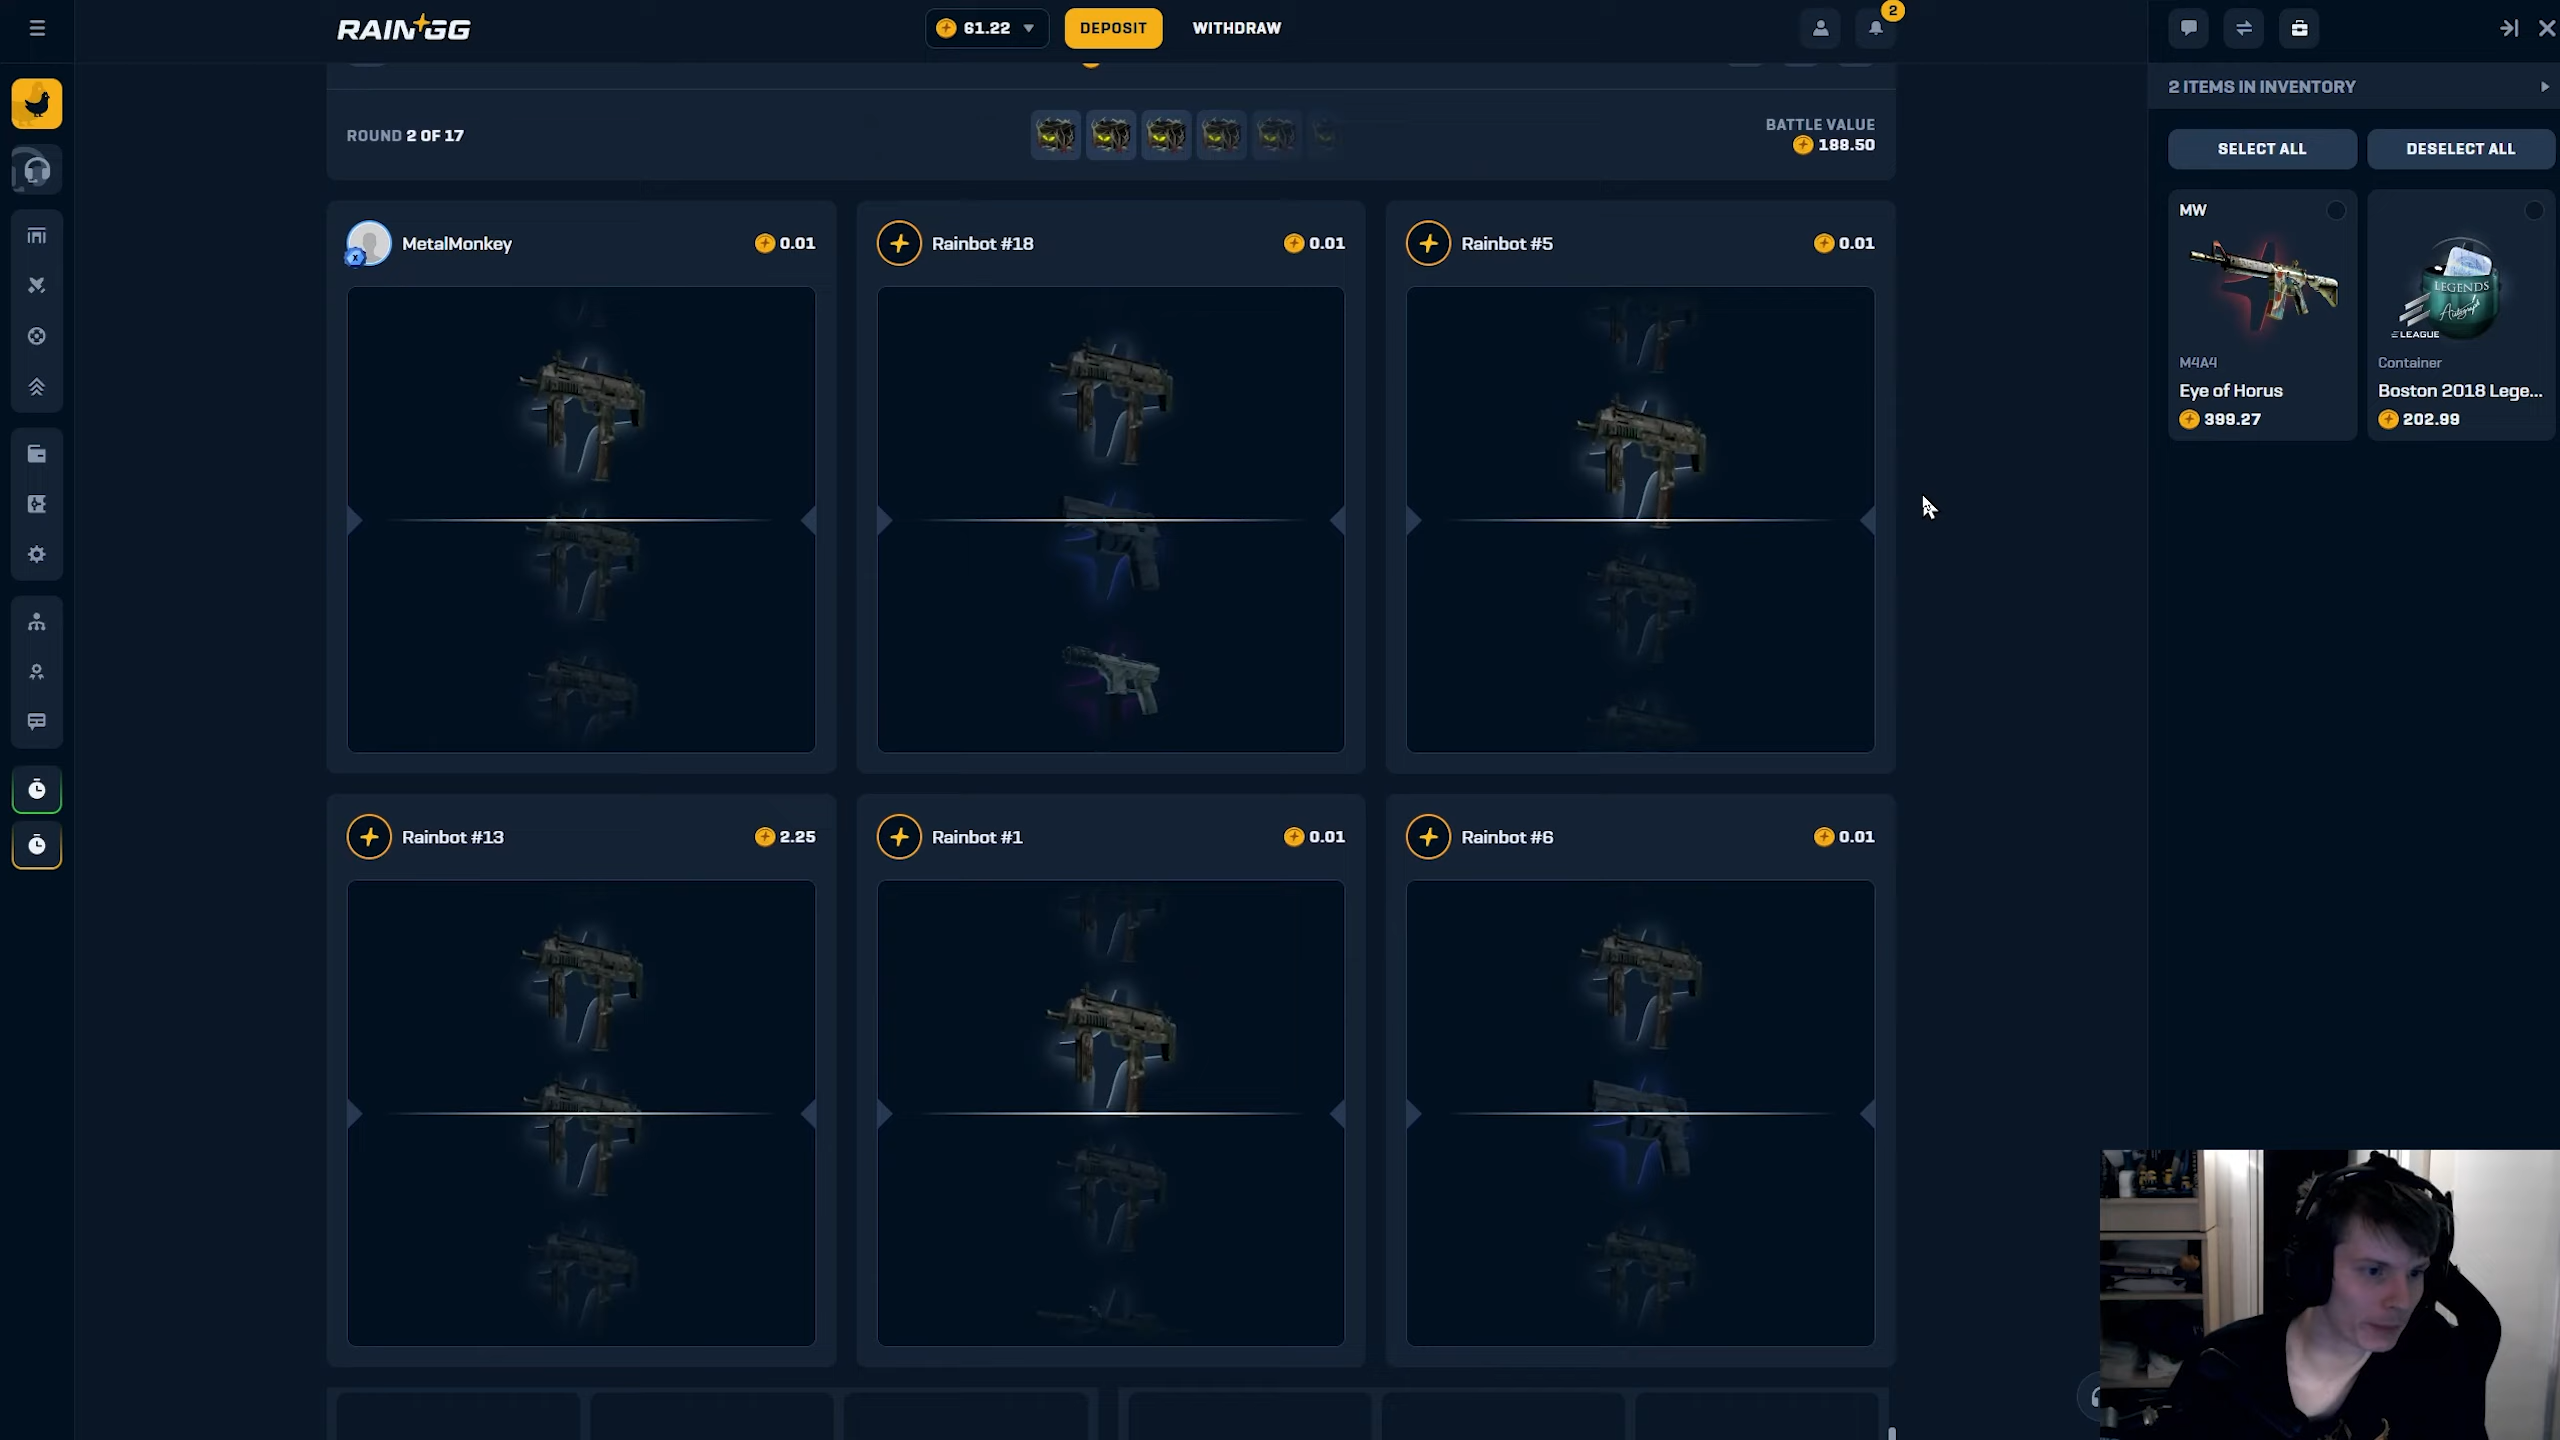 RAIN GG
61.22
DEPOSIT
WITHDRAW
2
2 ITEMS IN INVENTORY
SELECT ALL
DESELECT ALL
ROUND 2 OF 17
BATTLE VALUE
188.50
MetalMonkey
0.01
Rainbot #18
0.01
Rainbot #5
0.01
MW
M4A4
Eye of Horus
399.27
LEGENDS
Autograph
ELEAGUE
Container
Boston 2018 Lege...
202.99
Rainbot #13
2.25
Rainbot #1
0.01
Rainbot #6
0.01